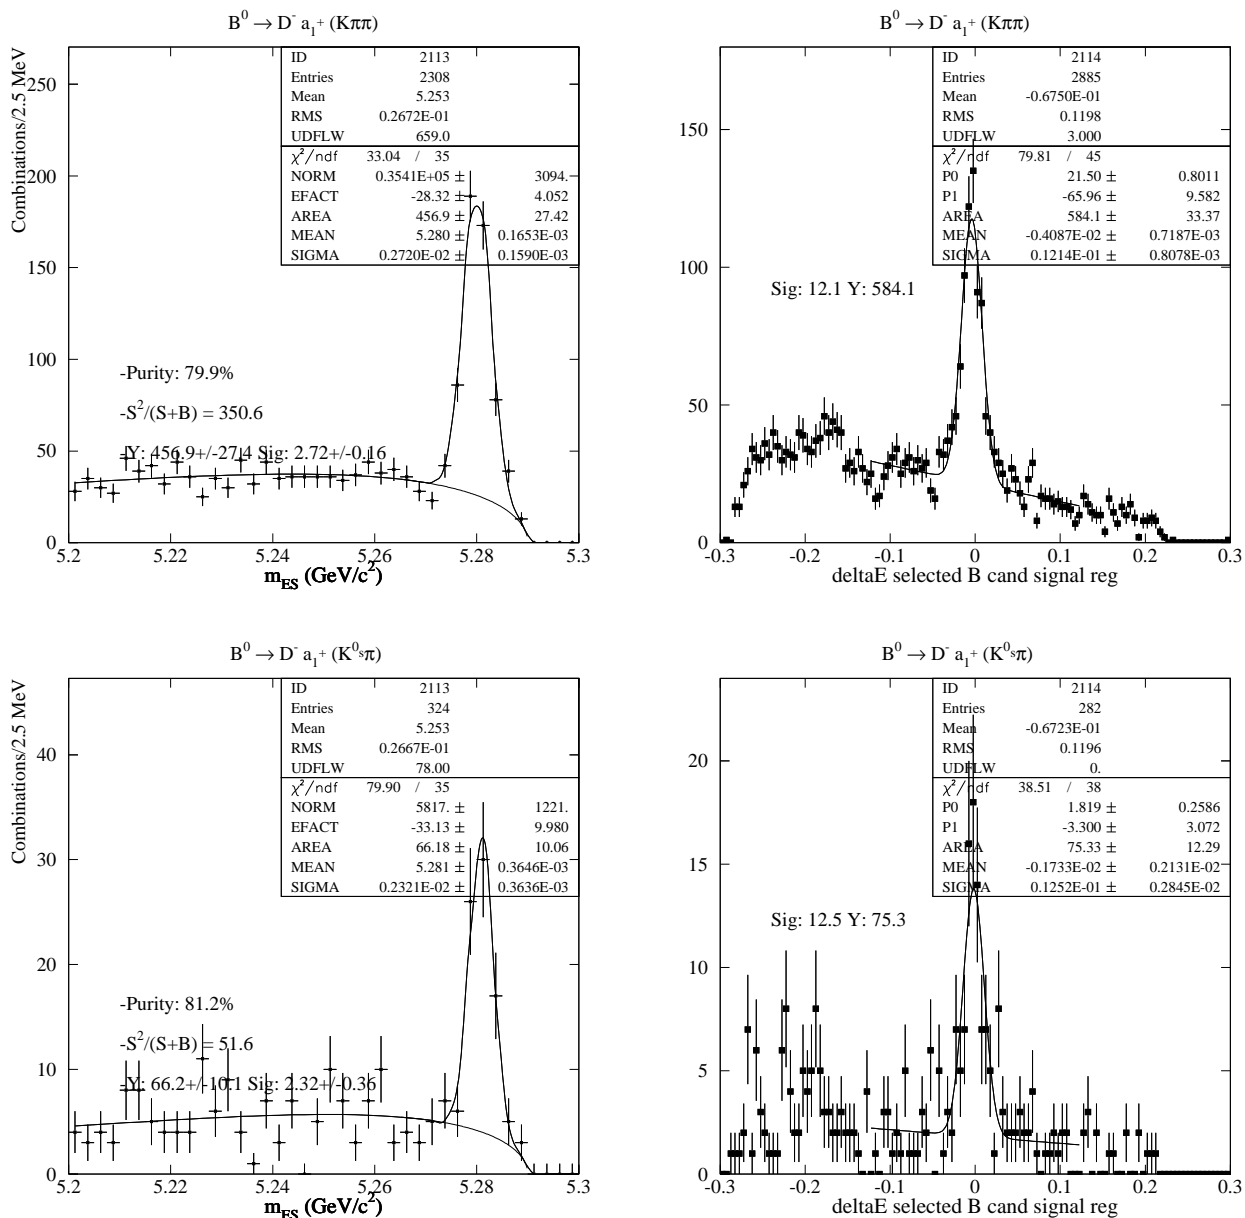 B⁰ → D⁻ a₁⁺ (Kππ)
Combinations/2.5 MeV
ID 2113
Entries 2308
Mean 5.253
RMS 0.2672E-01
UDFLW 659.0
χ²/ndf 33.04 / 35
NORM 0.3541E+05 ± 3094.
EFACT -28.32 ± 4.052
AREA 456.9 ± 27.42
MEAN 5.280 ± 0.1653E-03
SIGMA 0.2720E-02 ± 0.1590E-03
-Purity: 79.9%
-S²/(S+B) = 350.6
-Y: 456.9+/-27.4 Sig: 2.72+/-0.16
250
200
150
100
50
0
5.2 5.22 5.24 5.26 5.28 5.3
m_ES (GeV/c²)
B⁰ → D⁻ a₁⁺ (Kππ)
ID 2114
Entries 2885
Mean -0.6750E-01
RMS 0.1198
UDFLW 3.000
χ²/ndf 79.81 / 45
P0 21.50 ± 0.8011
P1 -65.96 ± 9.582
AREA 584.1 ± 33.37
MEAN -0.4087E-02 ± 0.7187E-03
SIGMA 0.1214E-01 ± 0.8078E-03
Sig: 12.1 Y: 584.1
150
100
50
0
-0.3 -0.2 -0.1 0 0.1 0.2 0.3
deltaE selected B cand signal reg
B⁰ → D⁻ a₁⁺ (K⁰sπ)
Combinations/2.5 MeV
ID 2113
Entries 324
Mean 5.253
RMS 0.2667E-01
UDFLW 78.00
χ²/ndf 79.90 / 35
NORM 5817. ± 1221.
EFACT -33.13 ± 9.980
AREA 66.18 ± 10.06
MEAN 5.281 ± 0.3646E-03
SIGMA 0.2321E-02 ± 0.3636E-03
-Purity: 81.2%
-S²/(S+B) = 51.6
-Y: 66.2+/-10.1 Sig: 2.32+/-0.36
40
30
20
10
0
5.2 5.22 5.24 5.26 5.28 5.3
m_ES (GeV/c²)
B⁰ → D⁻ a₁⁺ (K⁰sπ)
ID 2114
Entries 282
Mean -0.6723E-01
RMS 0.1196
UDFLW 0.
χ²/ndf 38.51 / 38
P0 1.819 ± 0.2586
P1 -3.300 ± 3.072
AREA 75.33 ± 12.29
MEAN -0.1733E-02 ± 0.2131E-02
SIGMA 0.1252E-01 ± 0.2845E-02
Sig: 12.5 Y: 75.3
20
15
10
5
0
-0.3 -0.2 -0.1 0 0.1 0.2 0.3
deltaE selected B cand signal reg